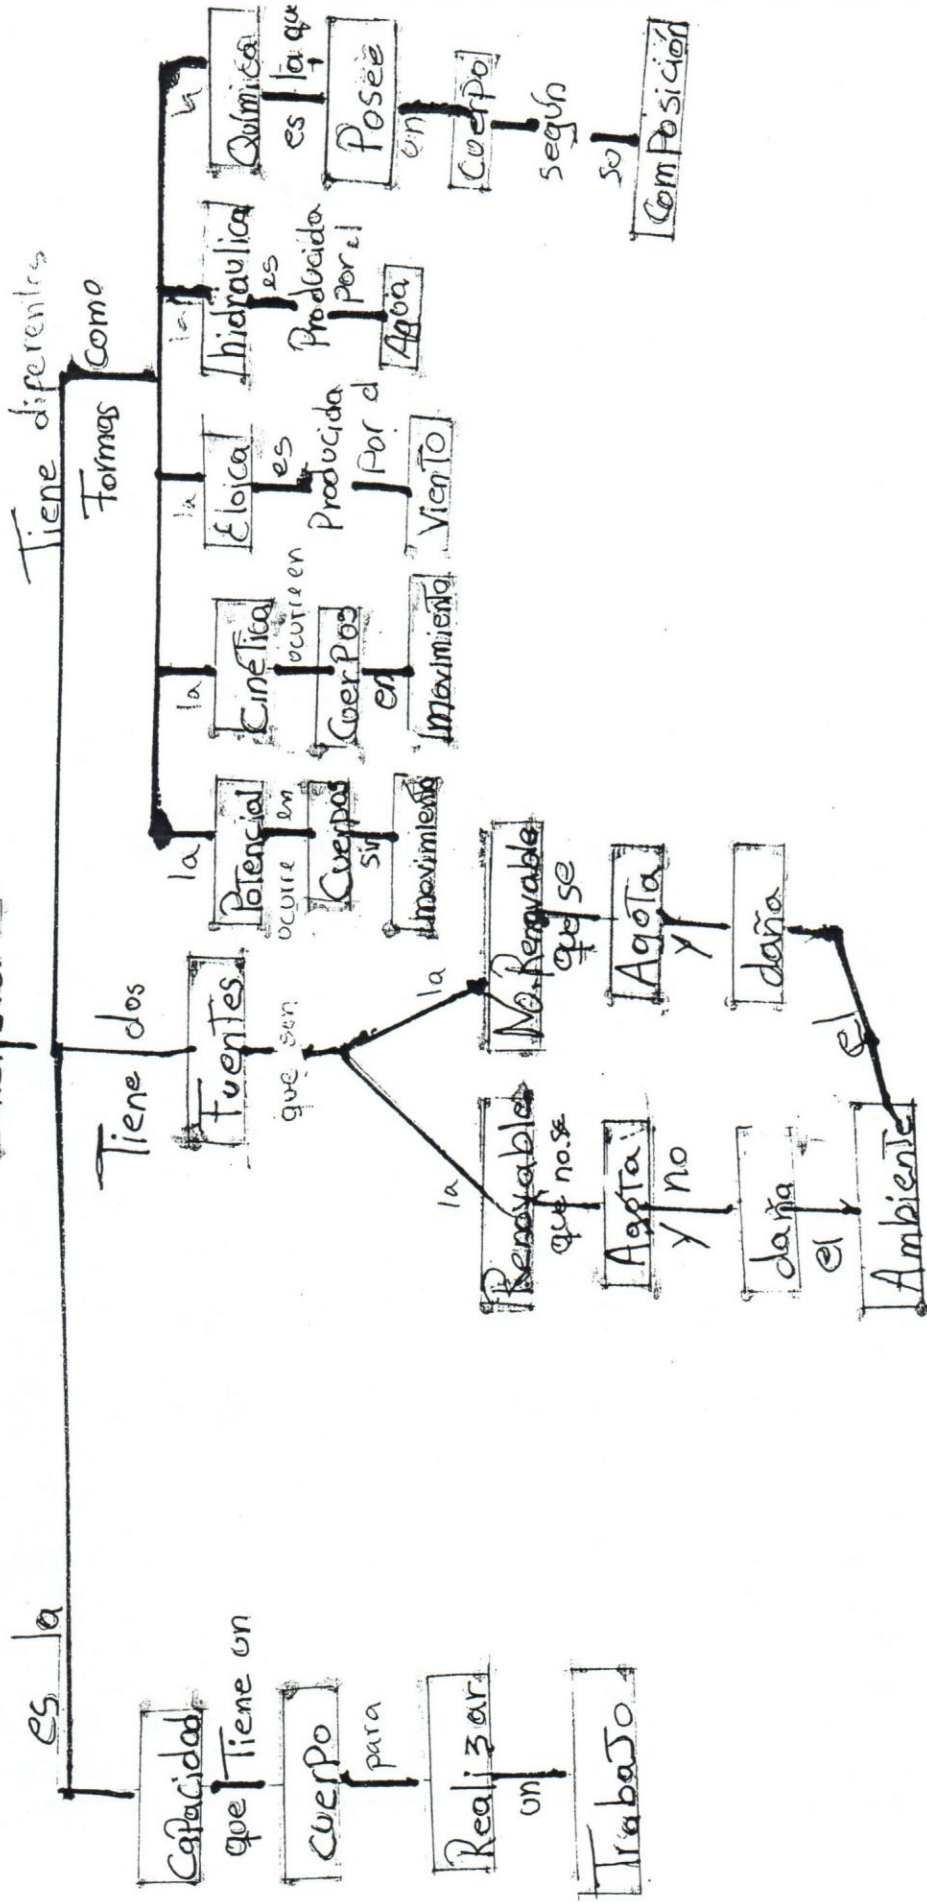 es la
Capacidad
que Tiene un
cuerpo
para
Realizar
un
TrabaJo
Tiene dos
Fuentes
que son
la
Renovable
que no se
Agota
y no
daña
el
Ambiente
la
No Renovable
que se
Agota
y
daña
el
Tiene diferentes
Formas
como
la
Potencial
ocurre en
Cuerpos
sin
movimiento
la
Cinética
ocurre en
Cuerpos
en
movimiento
la
Eloica
es
Producida
Por el
VienTo
la
hidraulica
es
Producida
Por el
Agua
la
Química
es la que
Posee
un
cuerpo
según
su
ComPosición